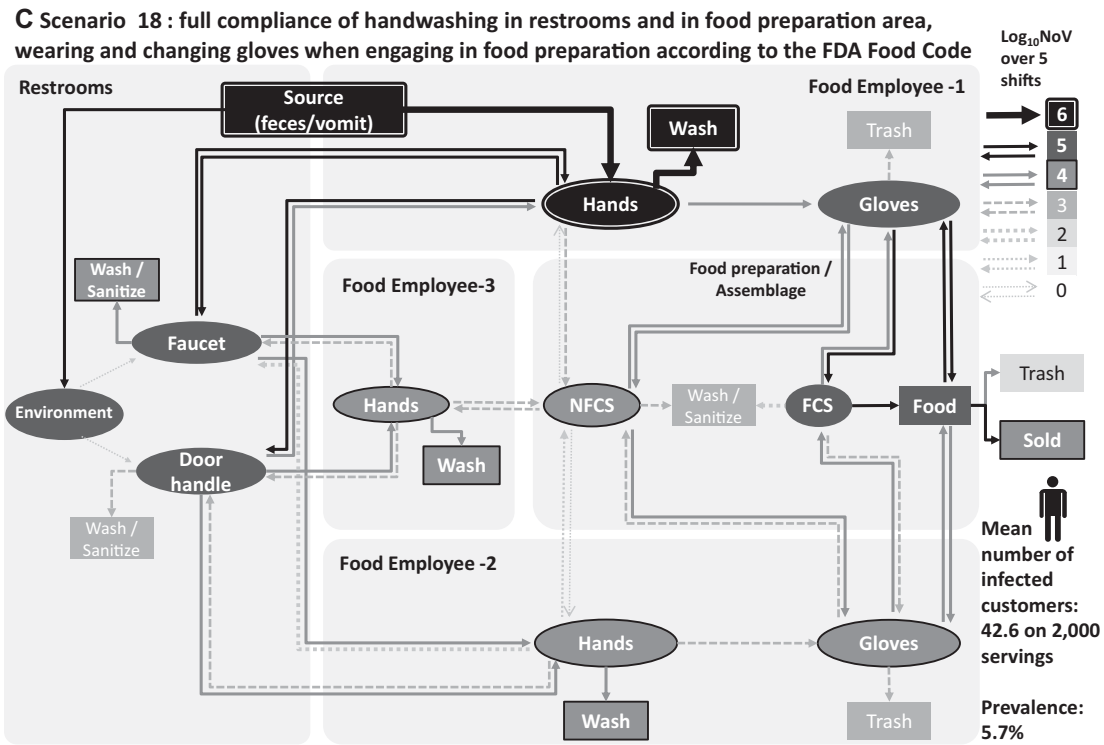 C Scenario 18 : full compliance of handwashing in restrooms and in food preparation area,
wearing and changing gloves when engaging in food preparation according to the FDA Food Code
Log10NoV
over 5
shifts
6
5
4
3
2
1
0
Restrooms
Source
(feces/vomit)
Wash
Food Employee -1
Trash
Hands
Gloves
Wash /
Sanitize
Food Employee-3
Food preparation /
Assemblage
Faucet
Environment
Hands
NFCS
Wash /
Sanitize
FCS
Food
Trash
Sold
Door
handle
Wash
Wash /
Sanitize
Food Employee -2
Hands
Gloves
Wash
Trash
Mean
number of
infected
customers:
42.6 on 2,000
servings
Prevalence:
5.7%